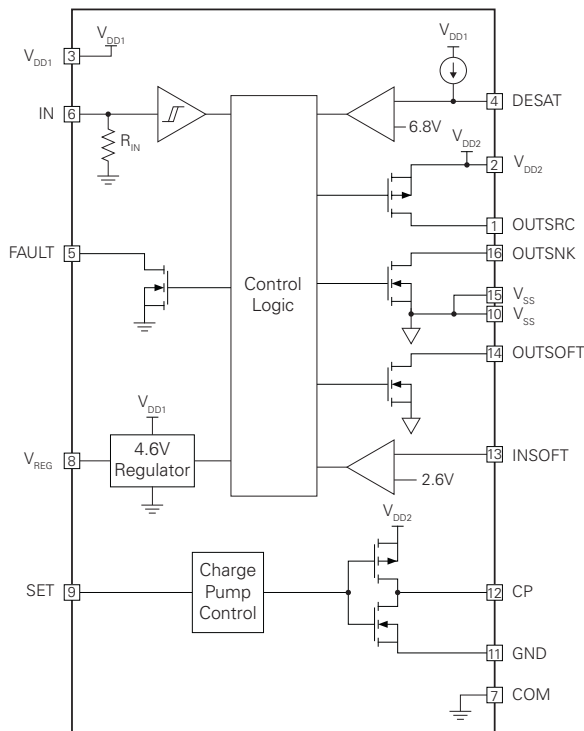 V_DD1
V_DD1
3
V_DD1
4
DESAT
IN
6
6.8V
R_IN
V_DD2
2
V_DD2
1
OUTSRC
FAULT
5
16
OUTSNK
Control
Logic
15
V_SS
10
V_SS
14
OUTSOFT
V_DD1
V_REG
8
4.6V
Regulator
13
INSOFT
2.6V
V_DD2
SET
9
Charge
Pump
Control
12
CP
11
GND
7
COM